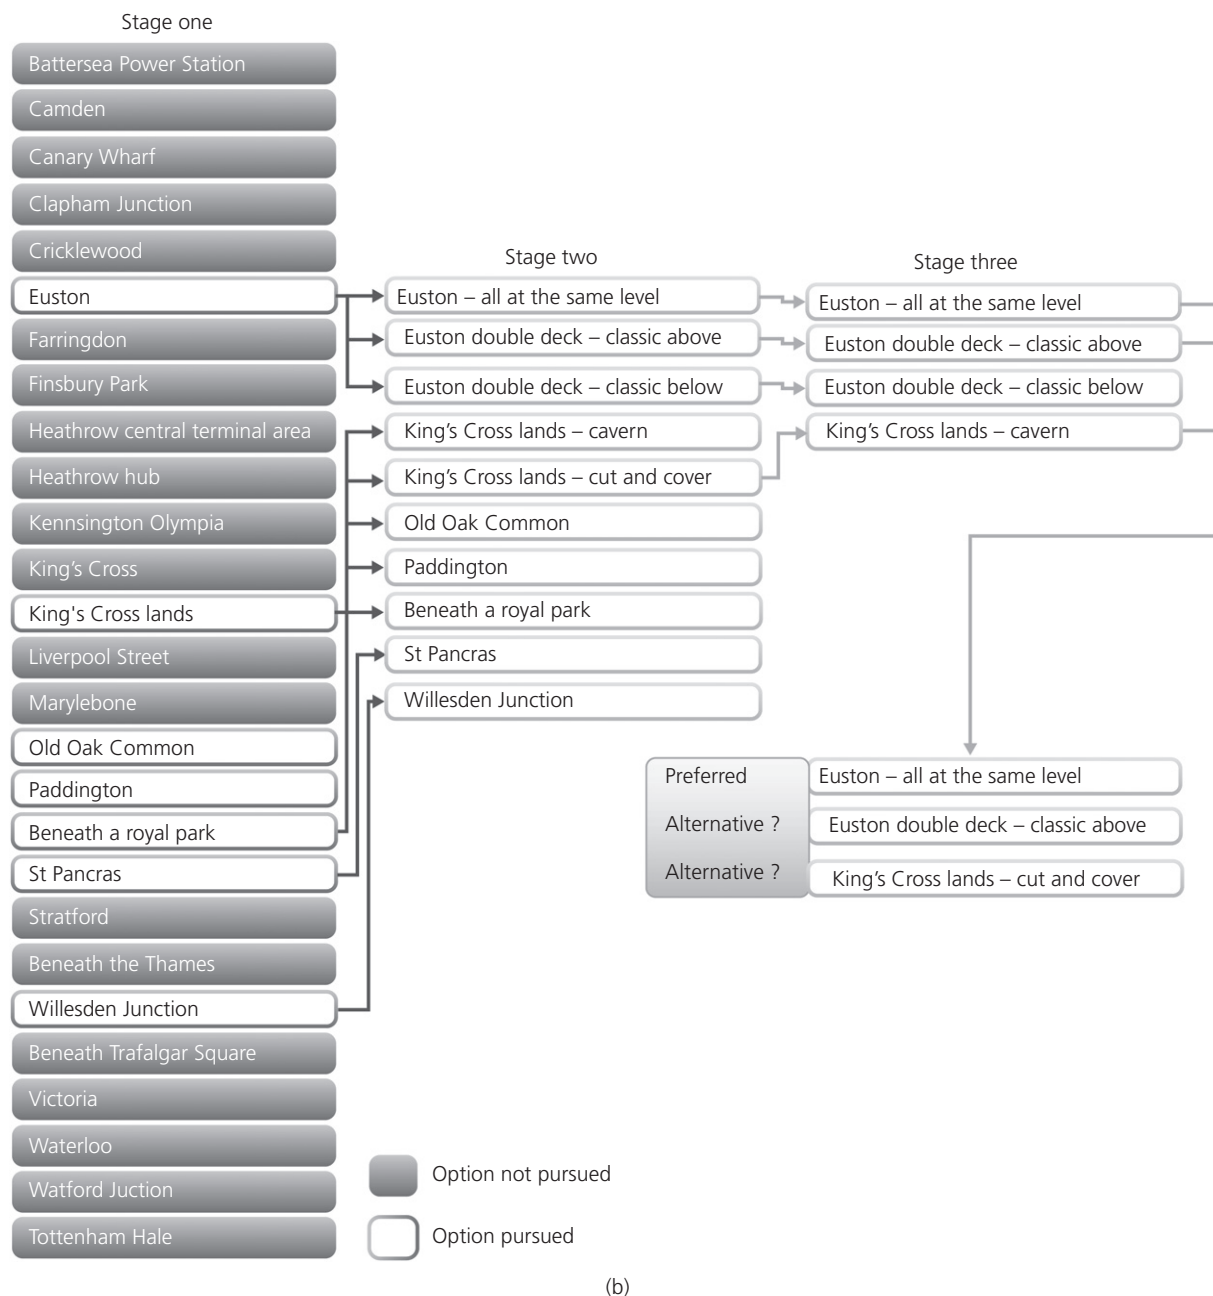 Stage one
Battersea Power Station
Camden
Canary Wharf
Clapham Junction
Cricklewood
Euston
Farringdon
Finsbury Park
Heathrow central terminal area
Heathrow hub
Kennsington Olympia
King's Cross
King's Cross lands
Liverpool Street
Marylebone
Old Oak Common
Paddington
Beneath a royal park
St Pancras
Stratford
Beneath the Thames
Willesden Junction
Beneath Trafalgar Square
Victoria
Waterloo
Watford Juction
Tottenham Hale
Stage two
Euston – all at the same level
Euston double deck – classic above
Euston double deck – classic below
King's Cross lands – cavern
King's Cross lands – cut and cover
Old Oak Common
Paddington
Beneath a royal park
St Pancras
Willesden Junction
Stage three
Euston – all at the same level
Euston double deck – classic above
Euston double deck – classic below
King's Cross lands – cavern
Preferred Euston – all at the same level
Alternative ? Euston double deck – classic above
Alternative ? King's Cross lands – cut and cover
Option not pursued
Option pursued
(b)